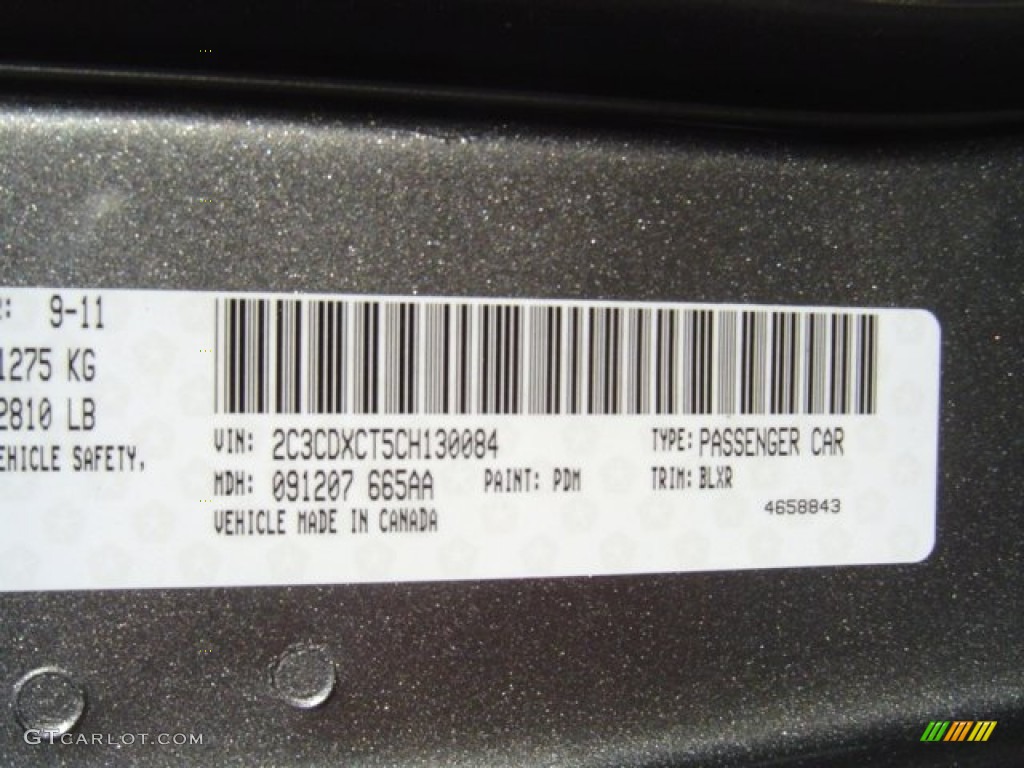 R: 9-11
1275 KG
2810 LB
EHICLE SAFETY,
VIN: 2C3CDXCT5CH130084 TYPE: PASSENGER CAR
MDH: 091207 665AA PAINT: PDM TRIM: BLXR
4658843
VEHICLE MADE IN CANADA
GTCARLOT.COM